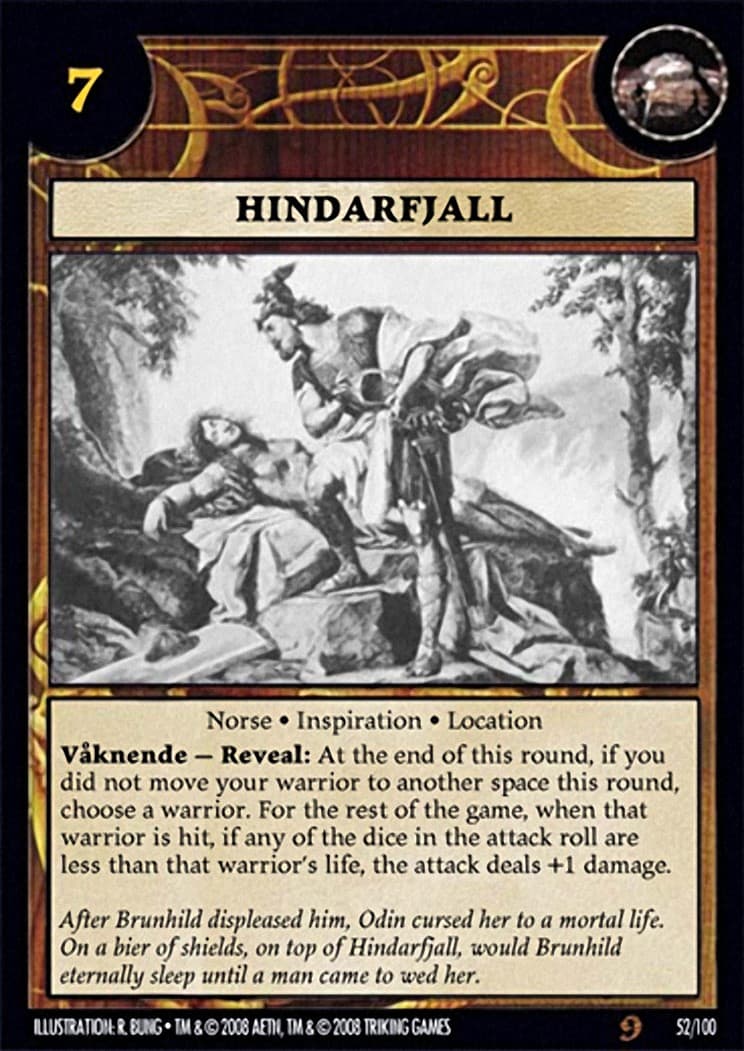 7
HINDARFJALL
Norse • Inspiration • Location
Våknende – Reveal: At the end of this round, if you
did not move your warrior to another space this round,
choose a warrior. For the rest of the game, when that
warrior is hit, if any of the dice in the attack roll are
less than that warrior's life, the attack deals +1 damage.
After Brunhild displeased him, Odin cursed her to a mortal life.
On a bier of shields, on top of Hindarfjall, would Brunhild
eternally sleep until a man came to wed her.
ILLUSTRATION: R. BUNG • TM & © 2008 AETH, TM & © 2008 TRIKING GAMES
9 52/100